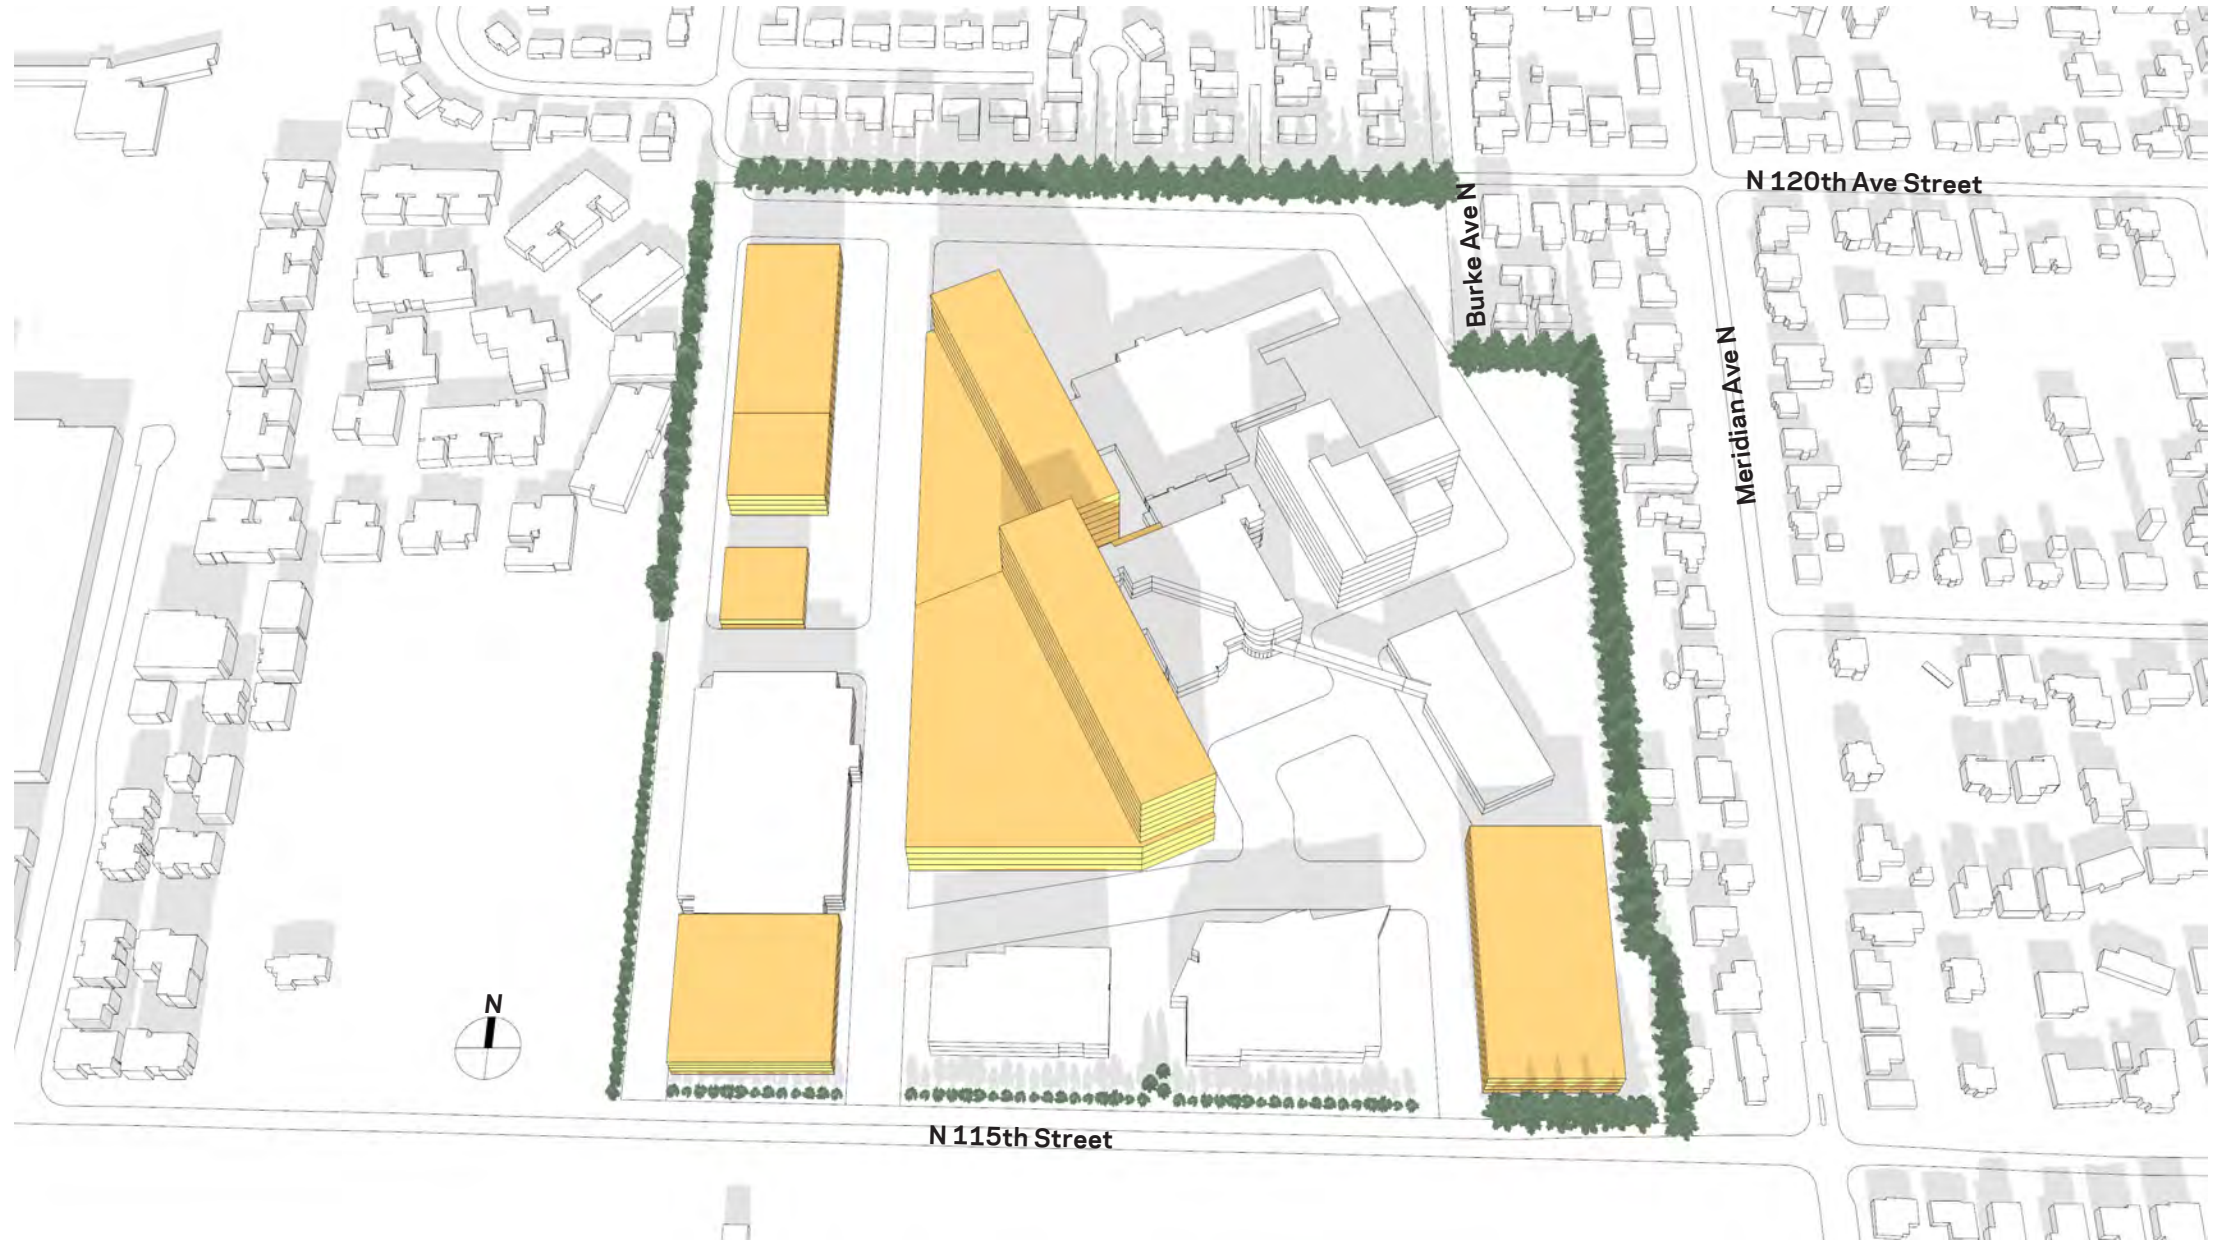 N 120th Ave Street
Burke Ave N
Meridian Ave N
N
N 115th Street